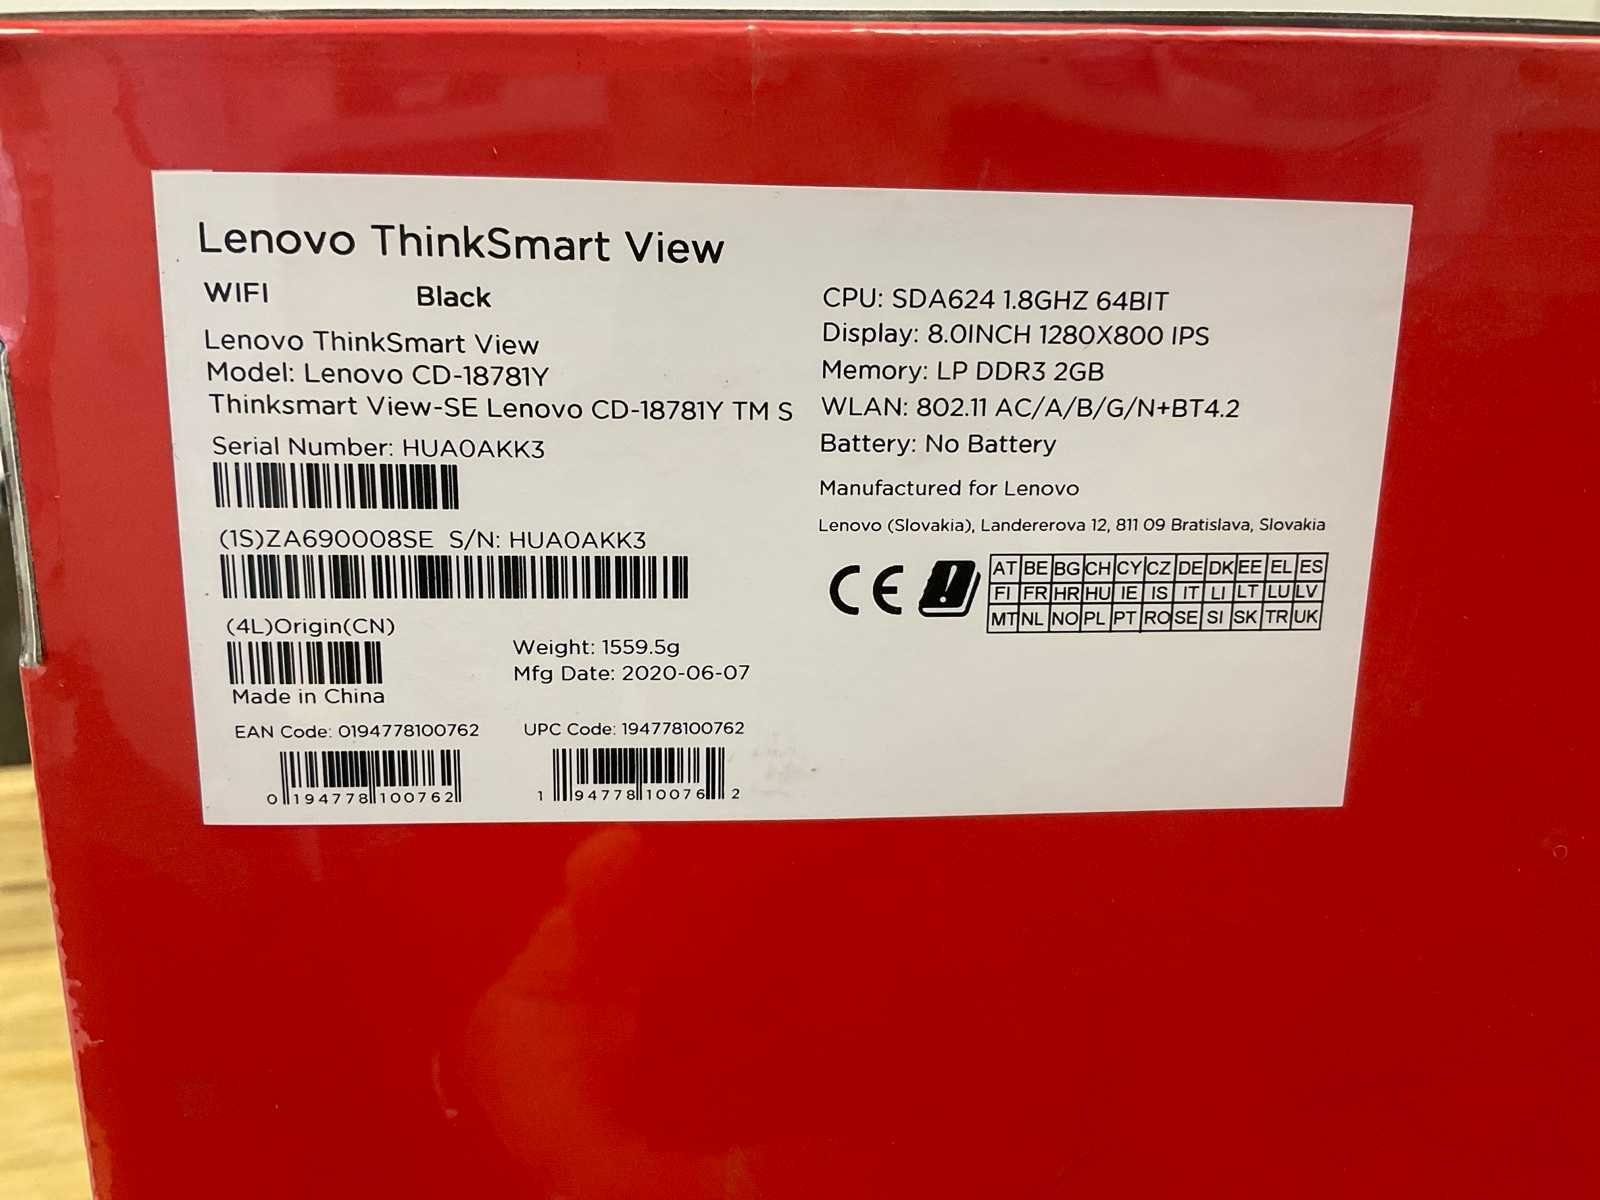 Lenovo ThinkSmart View
WIFI Black
Lenovo ThinkSmart View
Model: Lenovo CD-18781Y
Thinksmart View-SE Lenovo CD-18781Y TM S
Serial Number: HUA0AKK3
(1S)ZA690008SE S/N: HUA0AKK3
(4L)Origin(CN)
Made in China
Weight: 1559.5g
Mfg Date: 2020-06-07
EAN Code: 0194778100762
0 194778 100762
UPC Code: 194778100762
1 94778 10076 2
CPU: SDA624 1.8GHZ 64BIT
Display: 8.0INCH 1280X800 IPS
Memory: LP DDR3 2GB
WLAN: 802.11 AC/A/B/G/N+BT4.2
Battery: No Battery
Manufactured for Lenovo
Lenovo (Slovakia), Landererova 12, 811 09 Bratislava, Slovakia
CE
AT BE BG CH CY CZ DE DK EE EL ES
FI FR HR HU IE IS IT LI LT LU LV
MT NL NO PL PT RO SE SI SK TR UK